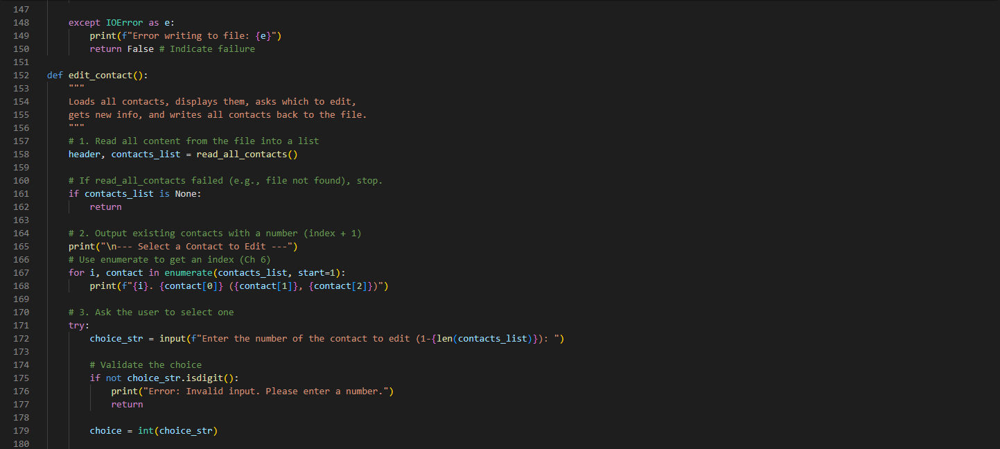 147
148 except IOError as e:
149 print(f"Error writing to file: {e}")
150 return False # Indicate failure
151
152 def edit_contact():
153 """
154 Loads all contacts, displays them, asks which to edit,
155 gets new info, and writes all contacts back to the file.
156 """
157 # 1. Read all content from the file into a list
158 header, contacts_list = read_all_contacts()
159
160 # If read_all_contacts failed (e.g., file not found), stop.
161 if contacts_list is None:
162 return
163
164 # 2. Output existing contacts with a number (index + 1)
165 print("\n--- Select a Contact to Edit ---")
166 # Use enumerate to get an index (Ch 6)
167 for i, contact in enumerate(contacts_list, start=1):
168 print(f"{i}. {contact[0]} ({contact[1]}, {contact[2]})")
169
170 # 3. Ask the user to select one
171 try:
172 choice_str = input(f"Enter the number of the contact to edit (1-{len(contacts_list)}): ")
173
174 # Validate the choice
175 if not choice_str.isdigit():
176 print("Error: Invalid input. Please enter a number.")
177 return
178
179 choice = int(choice_str)
180